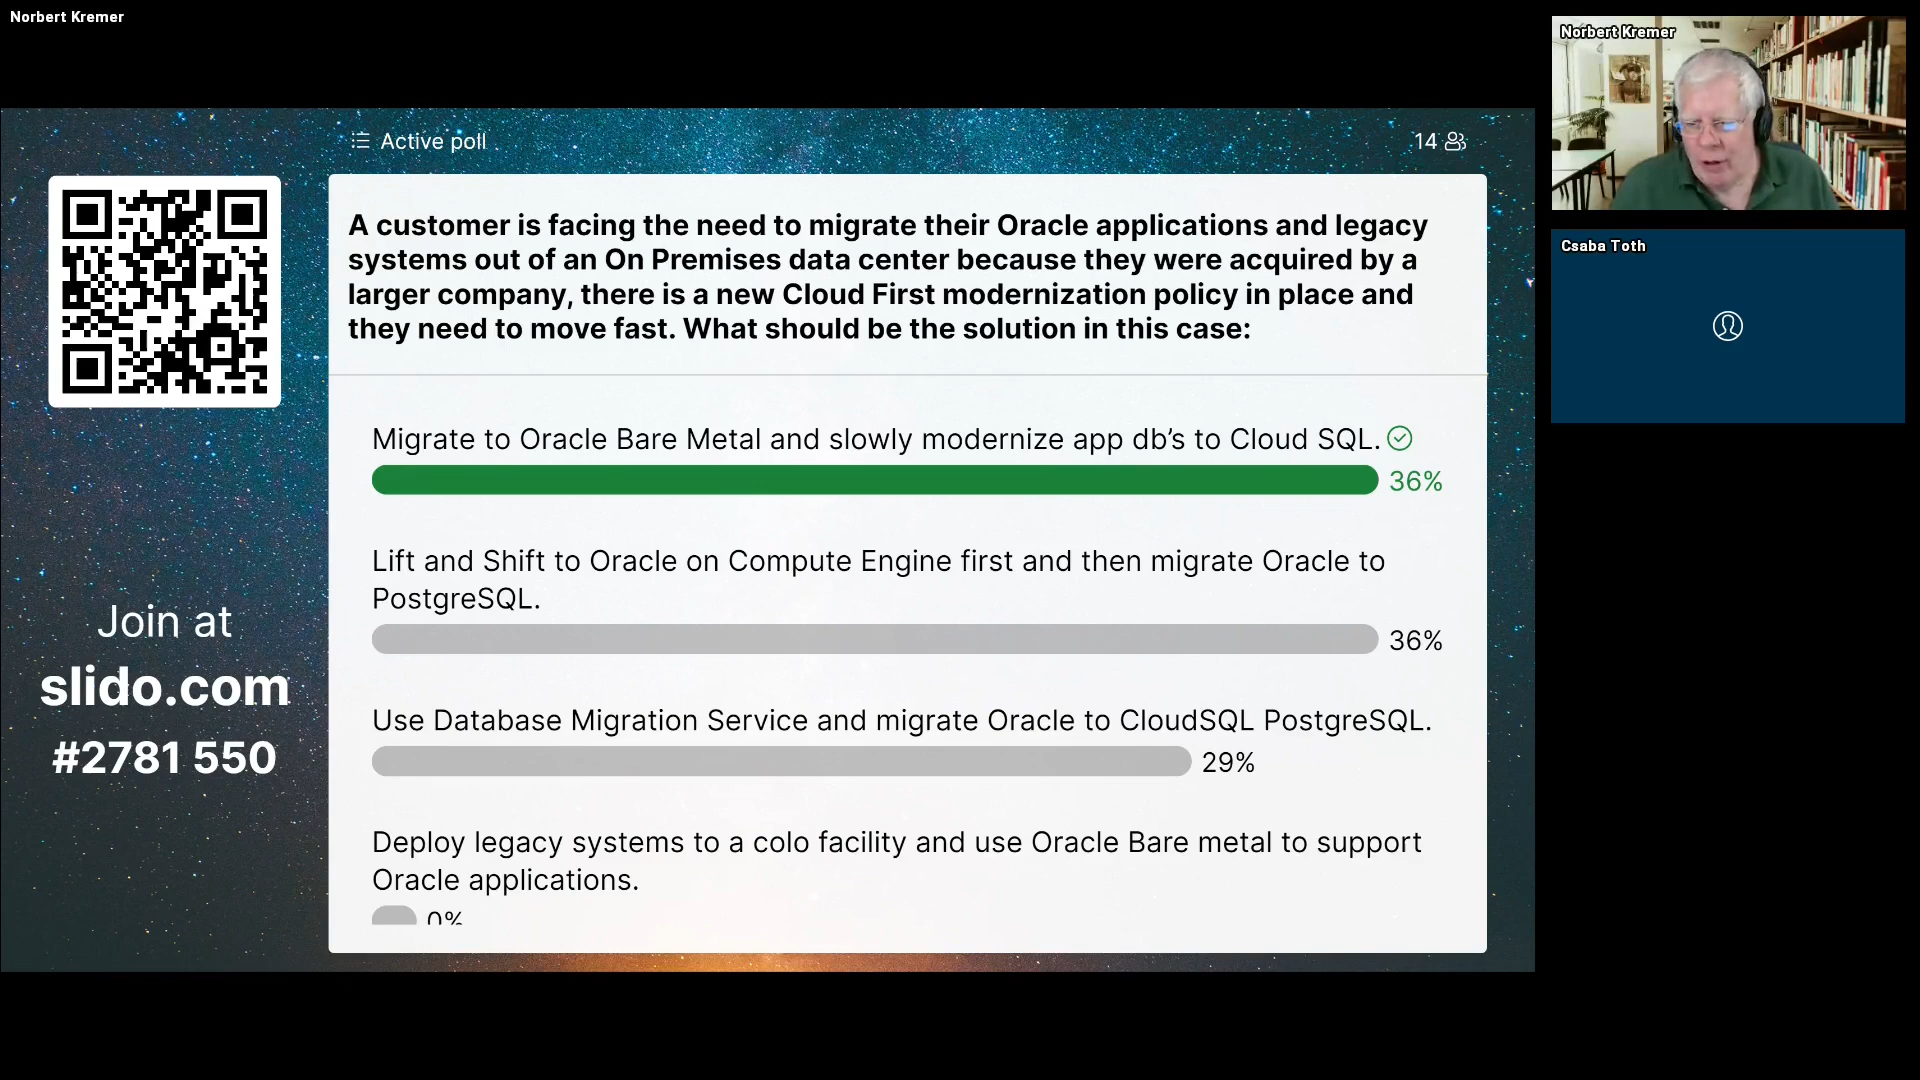 Norbert Kremer
Norbert Kremer
Csaba Toth
Active poll
14
A customer is facing the need to migrate their Oracle applications and legacy
systems out of an On Premises data center because they were acquired by a
larger company, there is a new Cloud First modernization policy in place and
they need to move fast. What should be the solution in this case:
Migrate to Oracle Bare Metal and slowly modernize app db’s to Cloud SQL.
36%
Lift and Shift to Oracle on Compute Engine first and then migrate Oracle to
PostgreSQL.
36%
Use Database Migration Service and migrate Oracle to CloudSQL PostgreSQL.
29%
Deploy legacy systems to a colo facility and use Oracle Bare metal to support
Oracle applications.
0%
Join at
slido.com
#2781 550